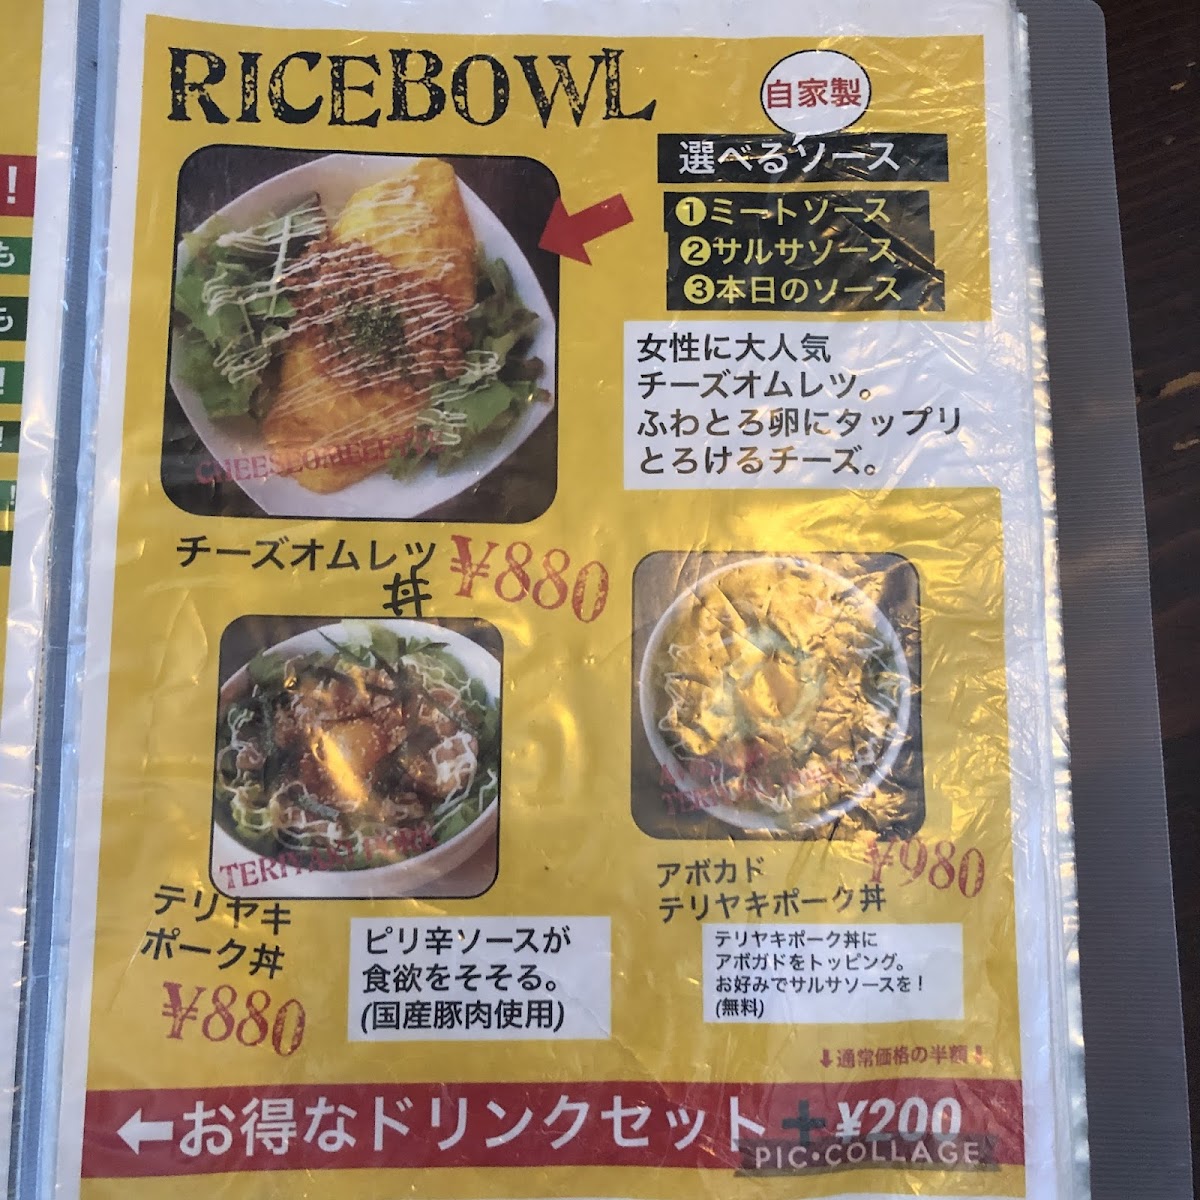 RICEBOWL
自家製
選べるソース
❶ミートソース
❷サルサソース
❸本日のソース
女性に大人気
チーズオムレツ。
ふわとろ卵にタップリ
とろけるチーズ。
チーズオムレツ
丼
¥880
TERIYAKI PORK
テリヤキ
ポーク丼
¥880
ピリ辛ソースが
食欲をそそる。
(国産豚肉使用)
アボカド
テリヤキポーク丼
¥980
テリヤキポーク丼に
アボガドをトッピング。
お好みでサルサソースを！
(無料)
⬇通常価格の半額⬇
←お得なドリンクセット+¥200
PIC•COLLAGE
！
も
も
！
！
！